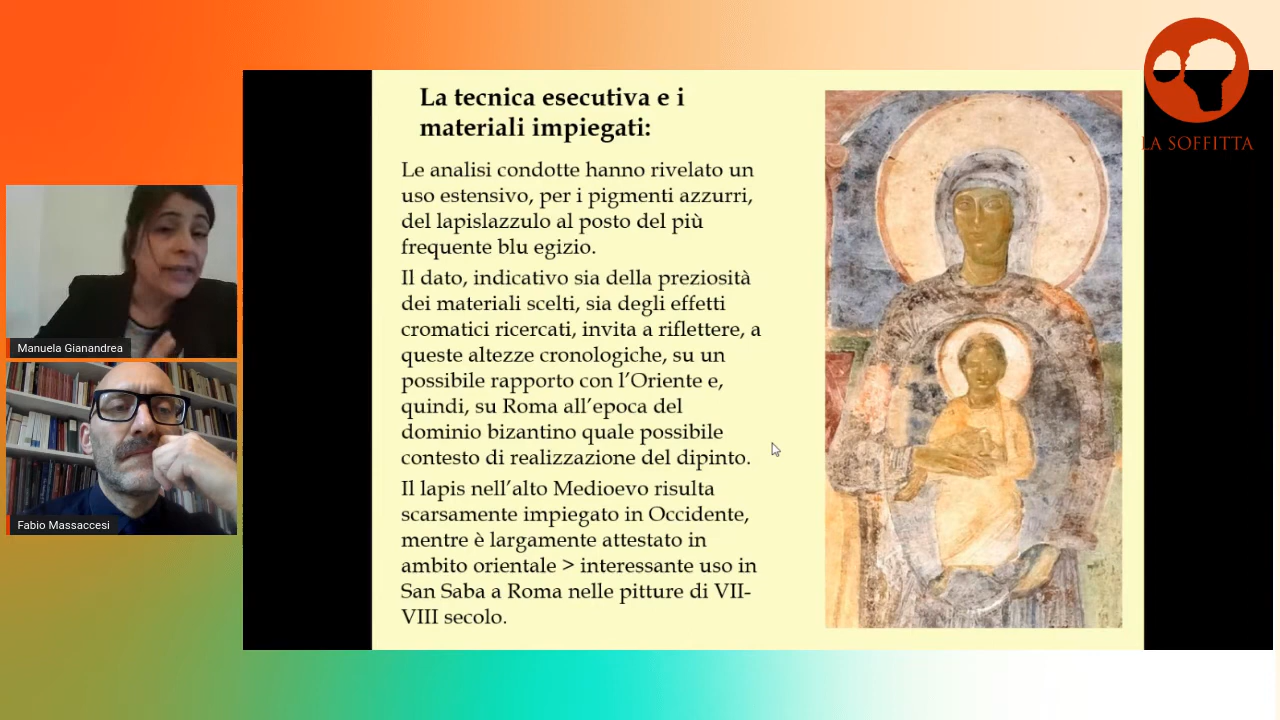 La tecnica esecutiva e i
materiali impiegati:
Le analisi condotte hanno rivelato un
uso estensivo, per i pigmenti azzurri,
del lapislazzulo al posto del più
frequente blu egizio.
Il dato, indicativo sia della preziosità
dei materiali scelti, sia degli effetti
cromatici ricercati, invita a riflettere, a
queste altezze cronologiche, su un
possibile rapporto con l’Oriente e,
quindi, su Roma all’epoca del
dominio bizantino quale possibile
contesto di realizzazione del dipinto.
Il lapis nell’alto Medioevo risulta
scarsamente impiegato in Occidente,
mentre è largamente attestato in
ambito orientale > interessante uso in
San Saba a Roma nelle pitture di VII-
VIII secolo.
LA SOFFITTA
Manuela Gianandrea
Fabio Massaccesi